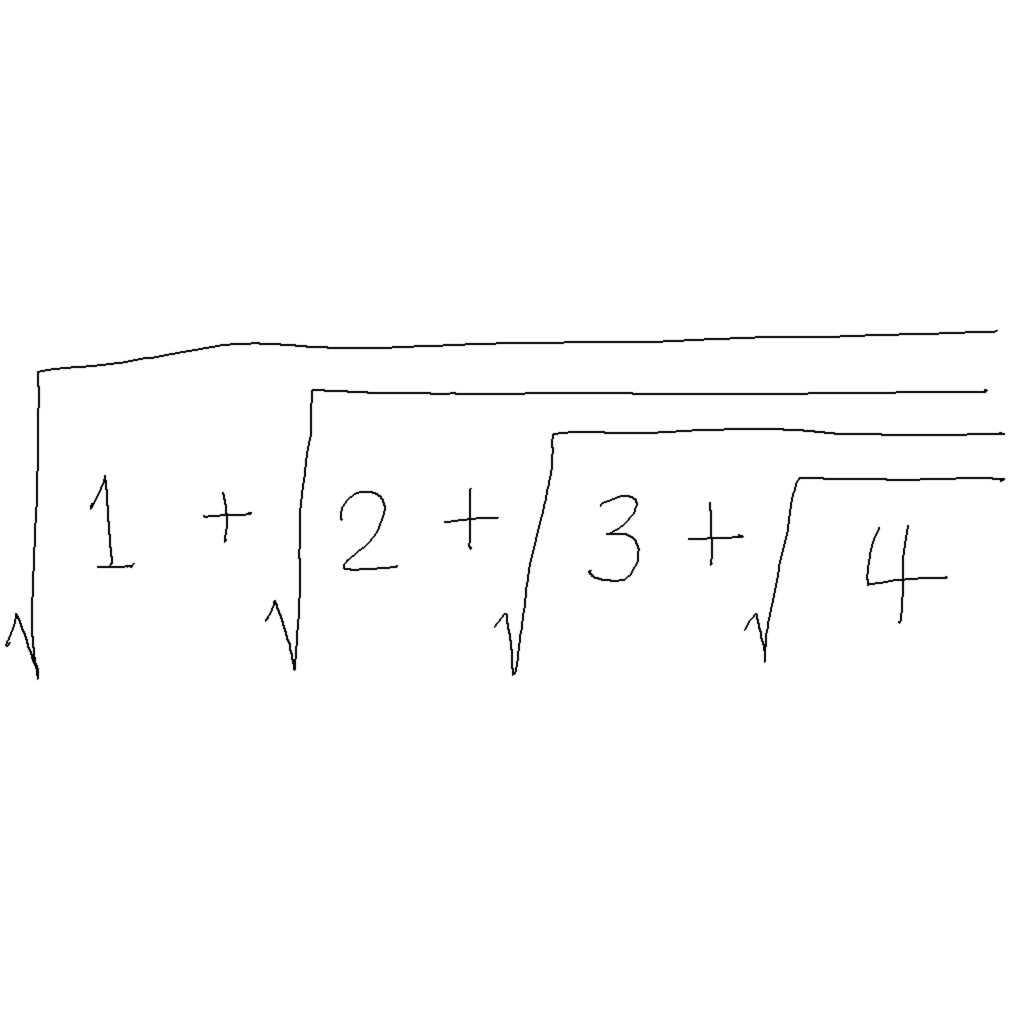 √(1 + √(2 + √(3 + √4)))